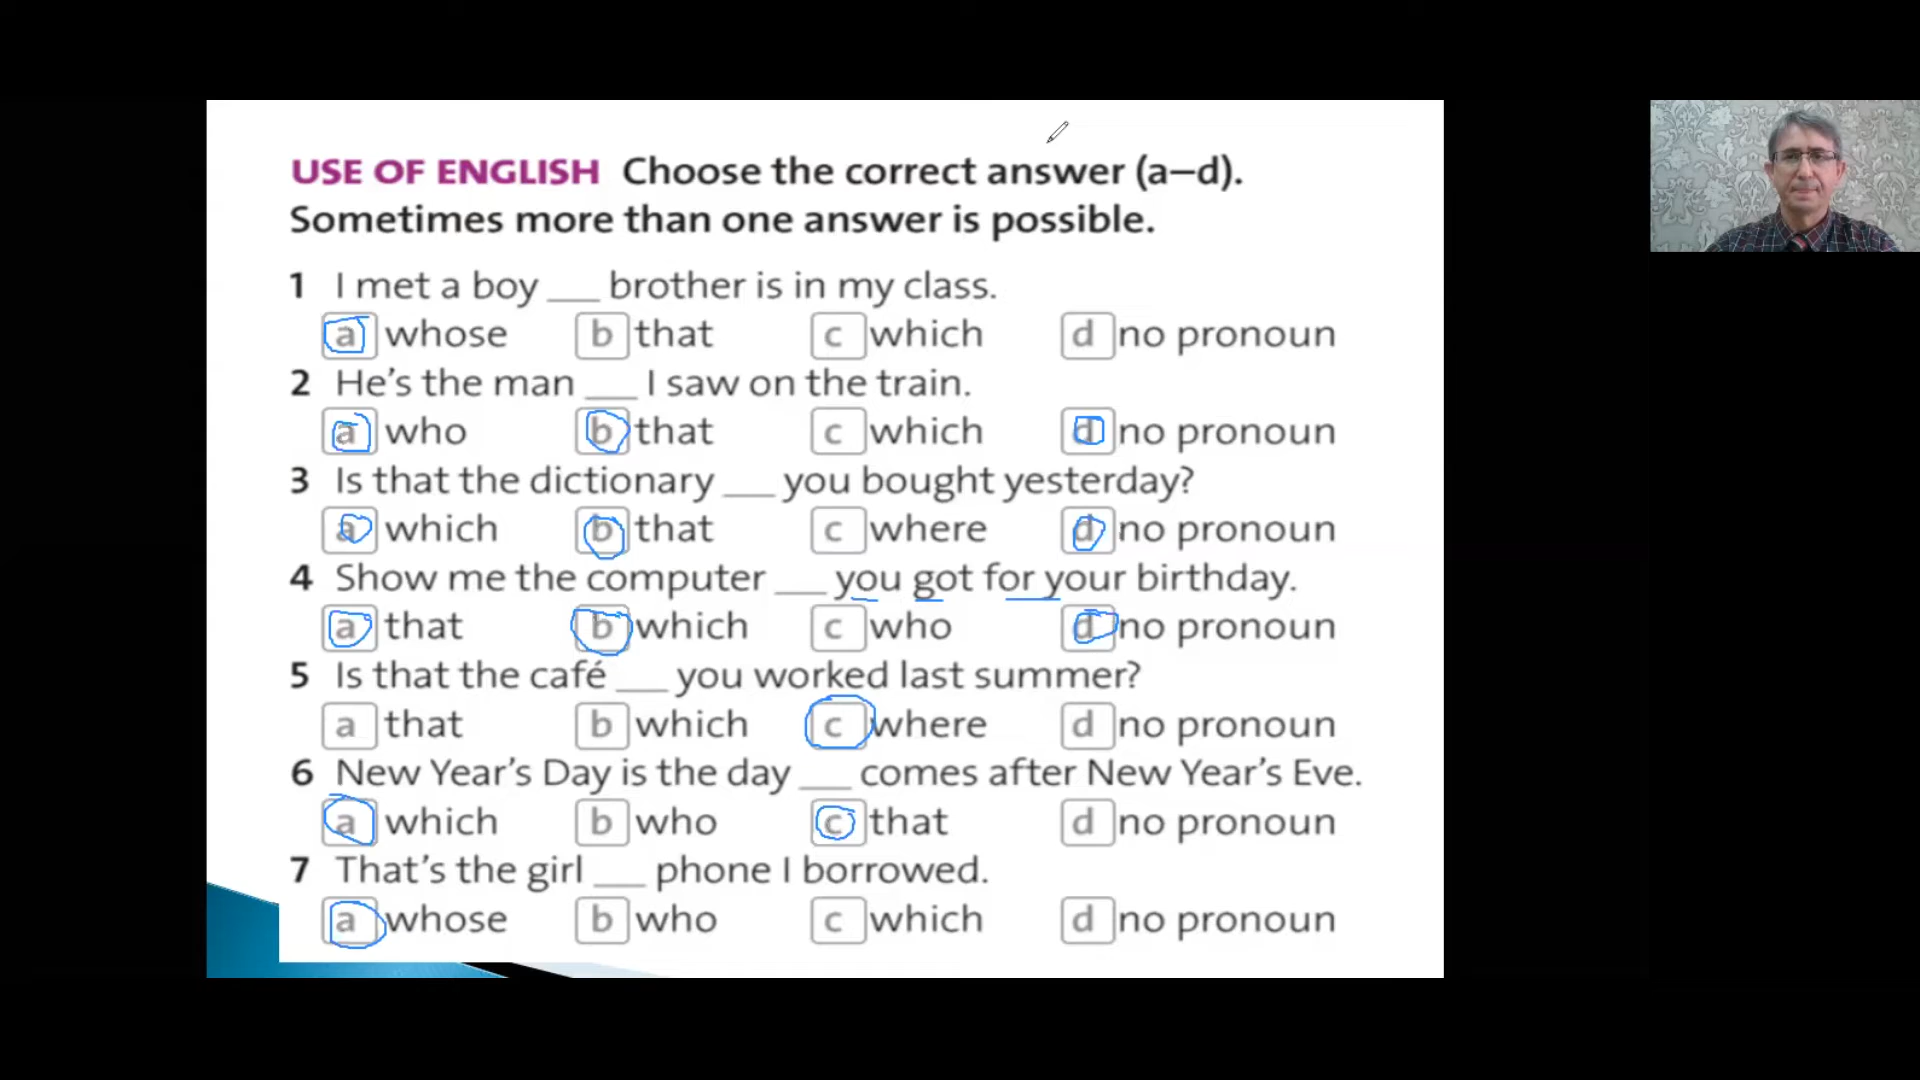 USE OF ENGLISH Choose the correct answer (a–d).
Sometimes more than one answer is possible.
1 I met a boy ___ brother is in my class.
a whose b that c which d no pronoun
2 He's the man ___ I saw on the train.
a who b that c which d no pronoun
3 Is that the dictionary ___ you bought yesterday?
a which b that c where d no pronoun
4 Show me the computer ___ you got for your birthday.
a that b which c who d no pronoun
5 Is that the café ___ you worked last summer?
a that b which c where d no pronoun
6 New Year's Day is the day ___ comes after New Year's Eve.
a which b who c that d no pronoun
7 That's the girl ___ phone I borrowed.
a whose b who c which d no pronoun